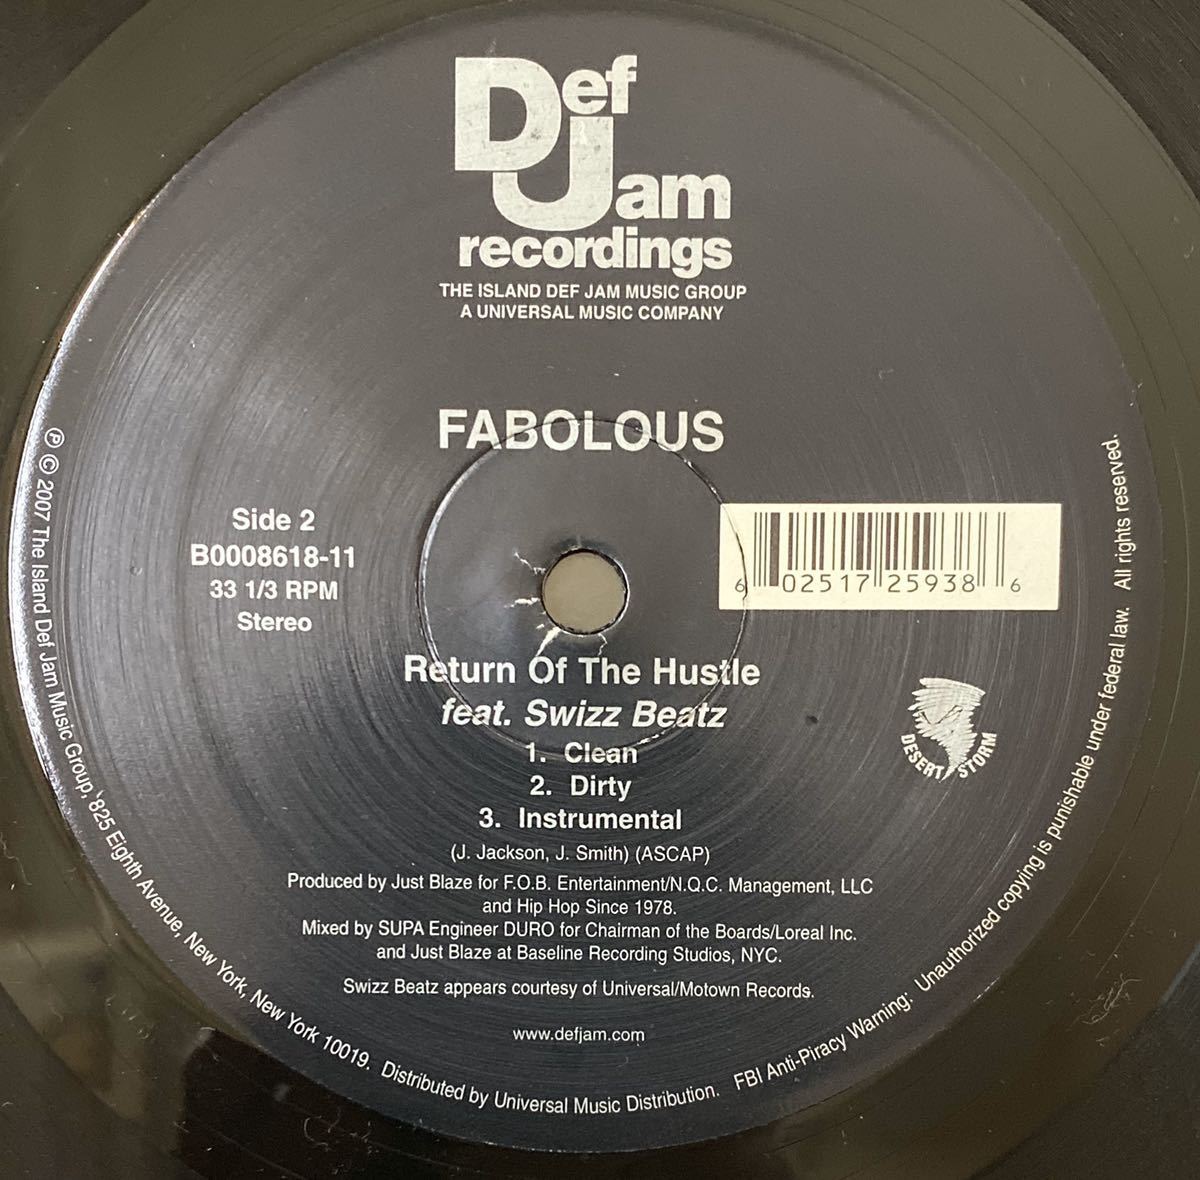 Def
Jam
recordings
THE ISLAND DEF JAM MUSIC GROUP
A UNIVERSAL MUSIC COMPANY
FABOLOUS
Side 2
B0008618-11
33 1/3 RPM
Stereo
6 02517 25938 6
Return Of The Hustle
feat. Swizz Beatz
1. Clean
2. Dirty
3. Instrumental
(J. Jackson, J. Smith) (ASCAP)
DESERT STORM
Produced by Just Blaze for F.O.B. Entertainment/N.Q.C. Management, LLC
and Hip Hop Since 1978.
Mixed by SUPA Engineer DURO for Chairman of the Boards/Loreal Inc.
and Just Blaze at Baseline Recording Studios, NYC.
Swizz Beatz appears courtesy of Universal/Motown Records.
www.defjam.com
℗ © 2007 The Island Def Jam Music Group, 825 Eighth Avenue, New York, New York 10019. Distributed by Universal Music Distribution. FBI Anti-Piracy Warning: Unauthorized copying is punishable under federal law. All rights reserved.